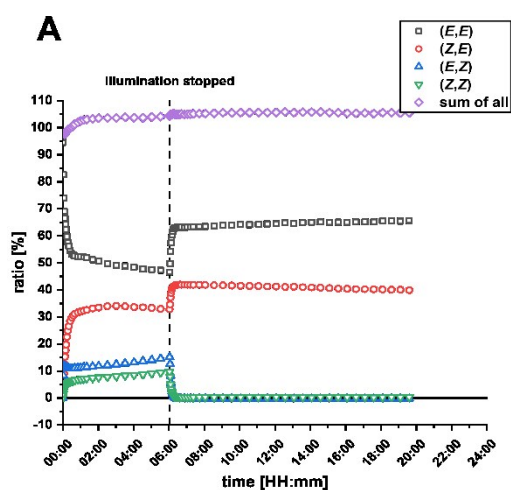 A
Illumination stopped
(E,E)
(Z,E)
(E,Z)
(Z,Z)
sum of all
110
100
90
80
70
60
50
40
30
20
10
0
-10
ratio [%]
00:00
02:00
04:00
06:00
08:00
10:00
12:00
14:00
16:00
18:00
20:00
22:00
24:00
time [HH:mm]